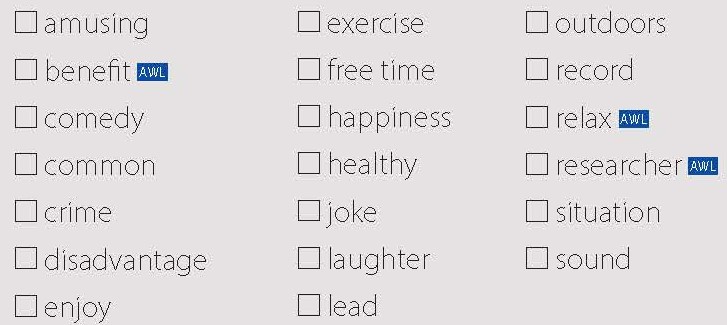 amusing
benefit AWL
comedy
common
crime
disadvantage
enjoy
exercise
free time
happiness
healthy
joke
laughter
lead
outdoors
record
relax AWL
researcher AWL
situation
sound